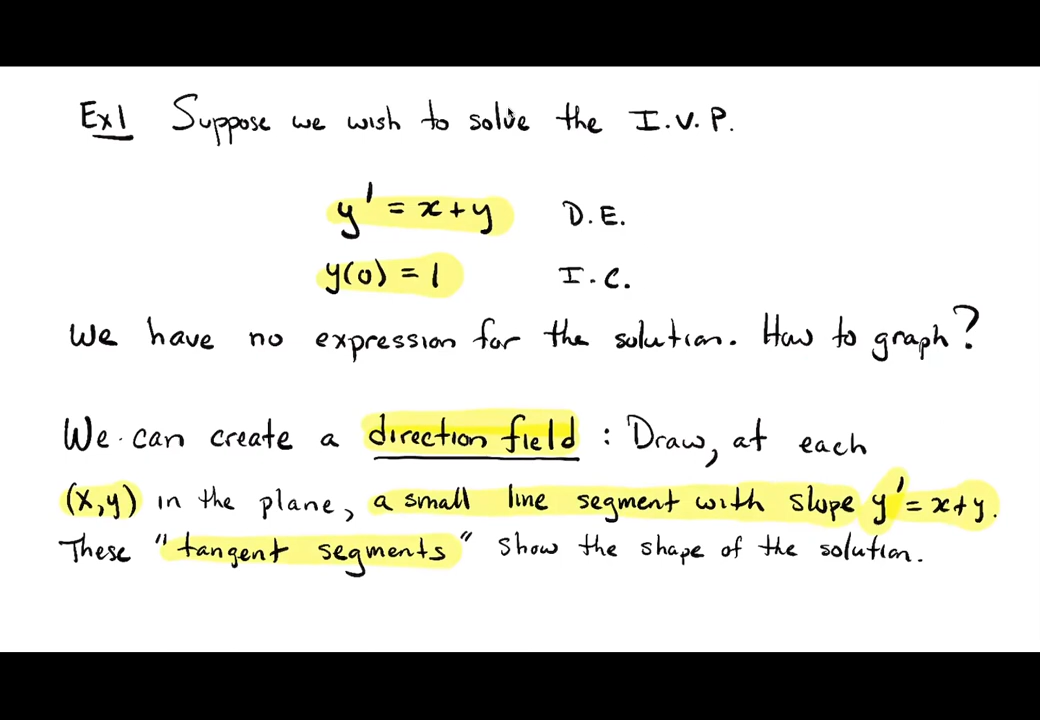 Ex1 Suppose we wish to solve the I.V.P.
y' = x+y D.E.
y(0) = 1 I.C.
We have no expression for the solution. How to graph?
We can create a direction field : Draw, at each
(x,y) in the plane, a small line segment with slope y' = x+y.
These "tangent segments" show the shape of the solution.